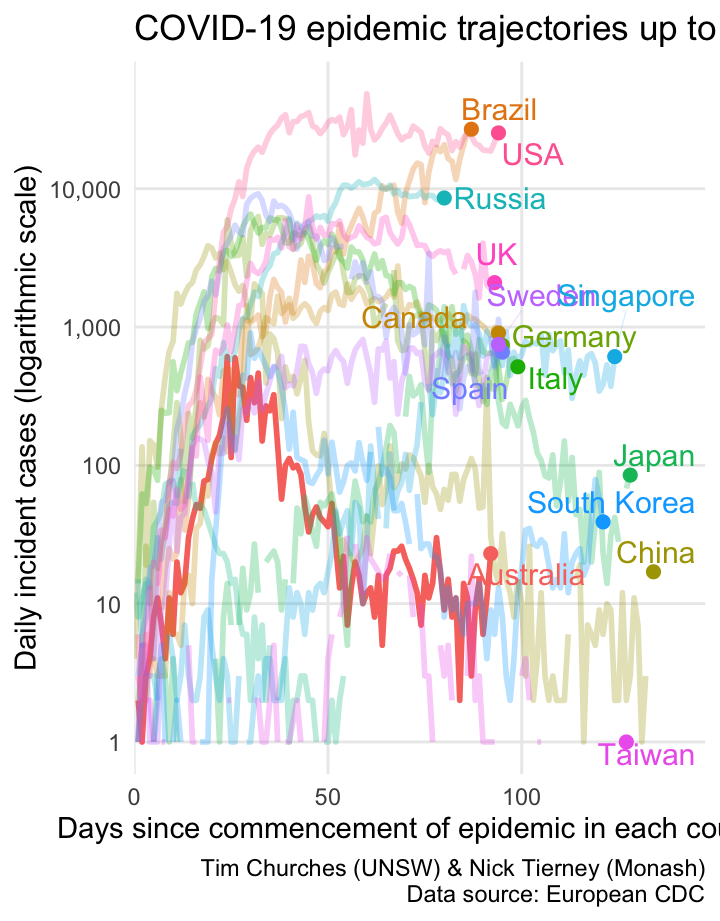 COVID-19 epidemic trajectories up to
Daily incident cases (logarithmic scale)
10,000
1,000
100
10
1
Brazil
USA
Russia
UK
Sweden
Singapore
Canada
Germany
Spain
Italy
Japan
South Korea
China
Australia
Taiwan
0
50
100
Days since commencement of epidemic in each cou
Tim Churches (UNSW) & Nick Tierney (Monash)
Data source: European CDC